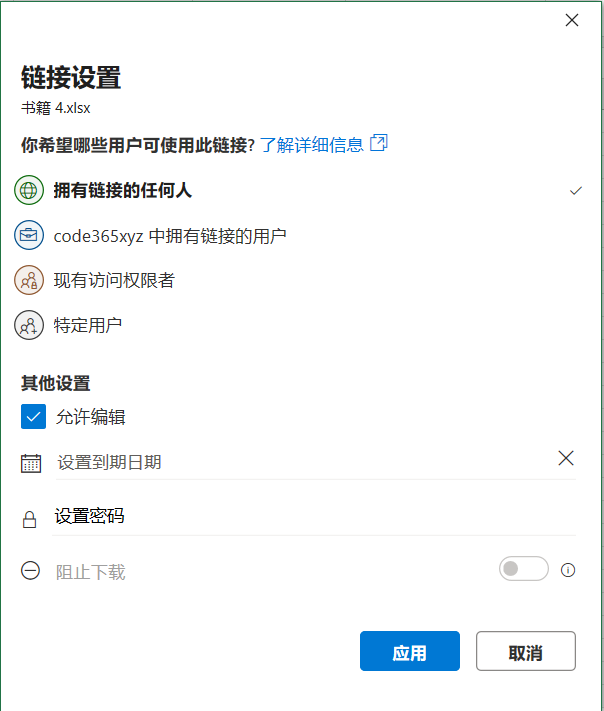 链接设置
书籍 4.xlsx
你希望哪些用户可使用此链接? 了解详细信息
拥有链接的任何人
code365xyz 中拥有链接的用户
现有访问权限者
特定用户
其他设置
允许编辑
设置到期日期
设置密码
阻止下载
应用 取消